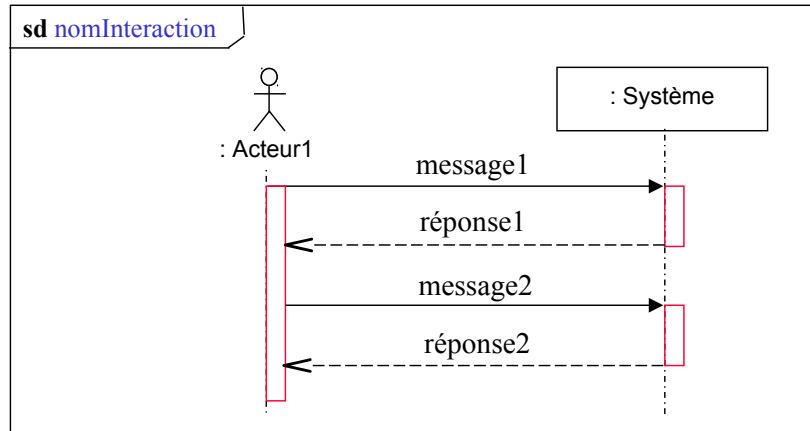 sd nomInteraction
: Système
: Acteur1
message1
réponse1
message2
réponse2